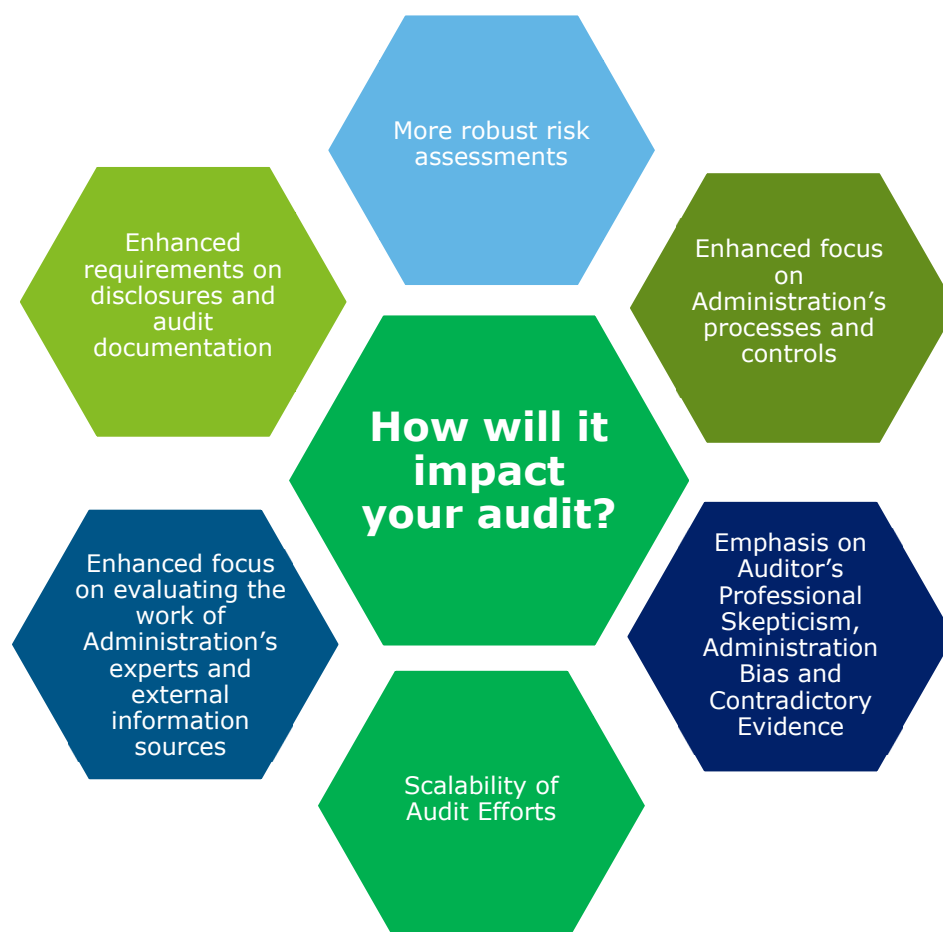 More robust risk
assessments
Enhanced
requirements on
disclosures and
audit
documentation
Enhanced focus
on
Administration’s
processes and
controls
How will it
impact
your audit?
Enhanced focus
on evaluating the
work of
Administration’s
experts and
external
information
sources
Emphasis on
Auditor’s
Professional
Skepticism,
Administration
Bias and
Contradictory
Evidence
Scalability of
Audit Efforts